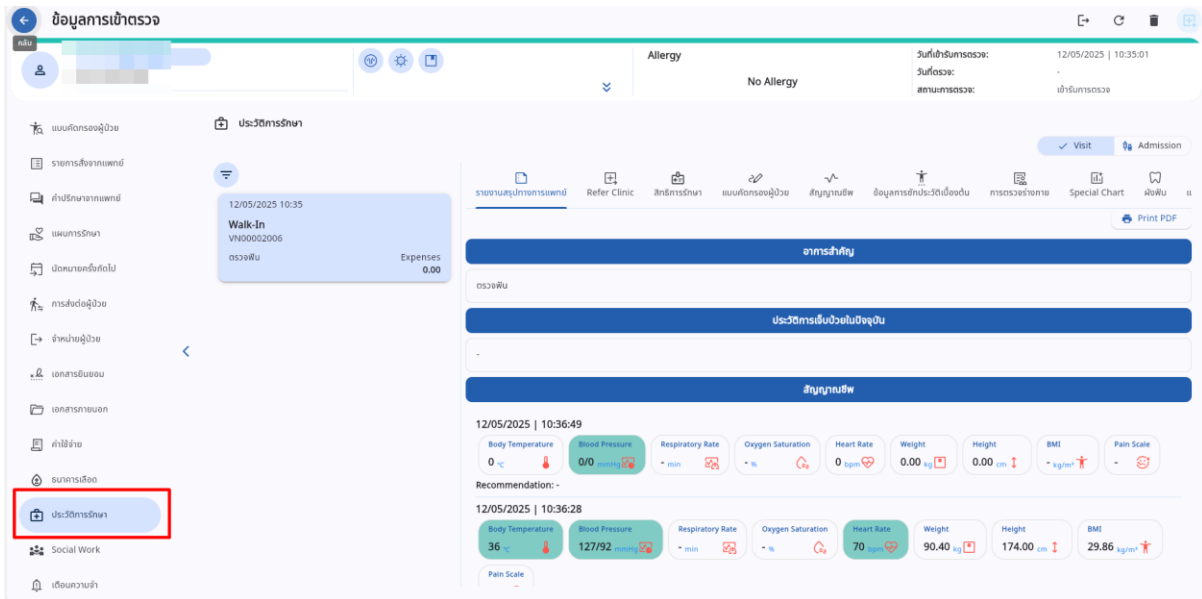 ข้อมูลการเข้าตรวจ
กลับ
Allergy
No Allergy
วันที่เข้ารับการตรวจ: 12/05/2025 | 10:35:01
วันที่ตรวจ: -
สถานะการตรวจ: เข้ารับการตรวจ
แบบคัดกรองผู้ป่วย
รายการสั่งจากแพทย์
คำปรึกษาจากแพทย์
แผนการรักษา
นัดหมายครั้งถัดไป
การส่งต่อผู้ป่วย
จำหน่ายผู้ป่วย
เอกสารยินยอม
เอกสารภายนอก
ค่าใช้จ่าย
ธนาคารเลือด
ประวัติการรักษา
Social Work
เตือนความจำ
ประวัติการรักษา
Visit Admission
12/05/2025 10:35
Walk-In
VN00002006
ตรวจฟัน Expenses
0.00
รายงานสรุปทางการแพทย์ Refer Clinic สิทธิการรักษา แบบคัดกรองผู้ป่วย สัญญาณชีพ ข้อมูลการซักประวัติเบื้องต้น การตรวจร่างกาย Special Chart ผังฟัน แ
Print PDF
อาการสำคัญ
ตรวจฟัน
ประวัติการเจ็บป่วยในปัจจุบัน
-
สัญญาณชีพ
12/05/2025 | 10:36:49
Body Temperature Blood Pressure Respiratory Rate Oxygen Saturation Heart Rate Weight Height BMI Pain Scale
0 °C 0/0 mmHg - min - % 0 bpm 0.00 kg 0.00 cm - kg/m² -
Recommendation: -
12/05/2025 | 10:36:28
Body Temperature Blood Pressure Respiratory Rate Oxygen Saturation Heart Rate Weight Height BMI
36 °C 127/92 mmHg - min - % 70 bpm 90.40 kg 174.00 cm 29.86 kg/m²
Pain Scale